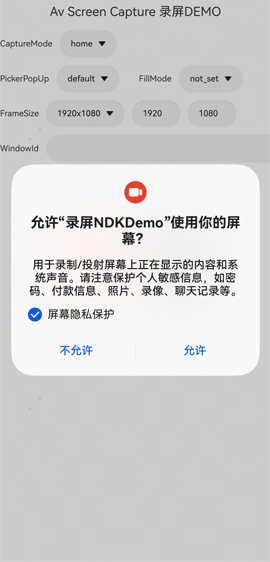 Av Screen Capture 录屏DEMO
CaptureMode home
PickerPopUp default FillMode not_set
FrameSize 1920x1080 1920 1080
WindowId
允许“录屏NDKDemo”使用你的屏
幕?
用于录制/投射屏幕上正在显示的内容和系
统声音。请注意保护个人敏感信息，如密
码、付款信息、照片、录像、聊天记录等。
屏幕隐私保护
不允许 允许